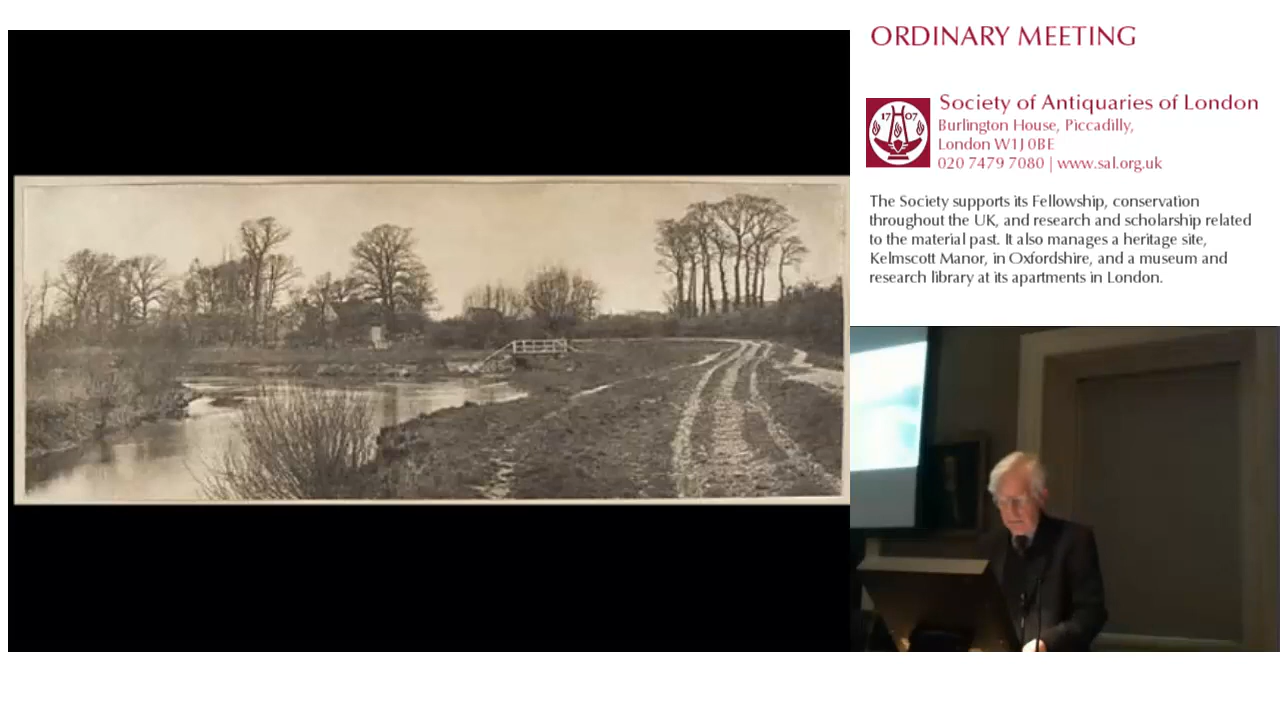 ORDINARY MEETING
17 07
Society of Antiquaries of London
Burlington House, Piccadilly,
London W1J 0BE
020 7479 7080 | www.sal.org.uk
The Society supports its Fellowship, conservation
throughout the UK, and research and scholarship related
to the material past. It also manages a heritage site,
Kelmscott Manor, in Oxfordshire, and a museum and
research library at its apartments in London.